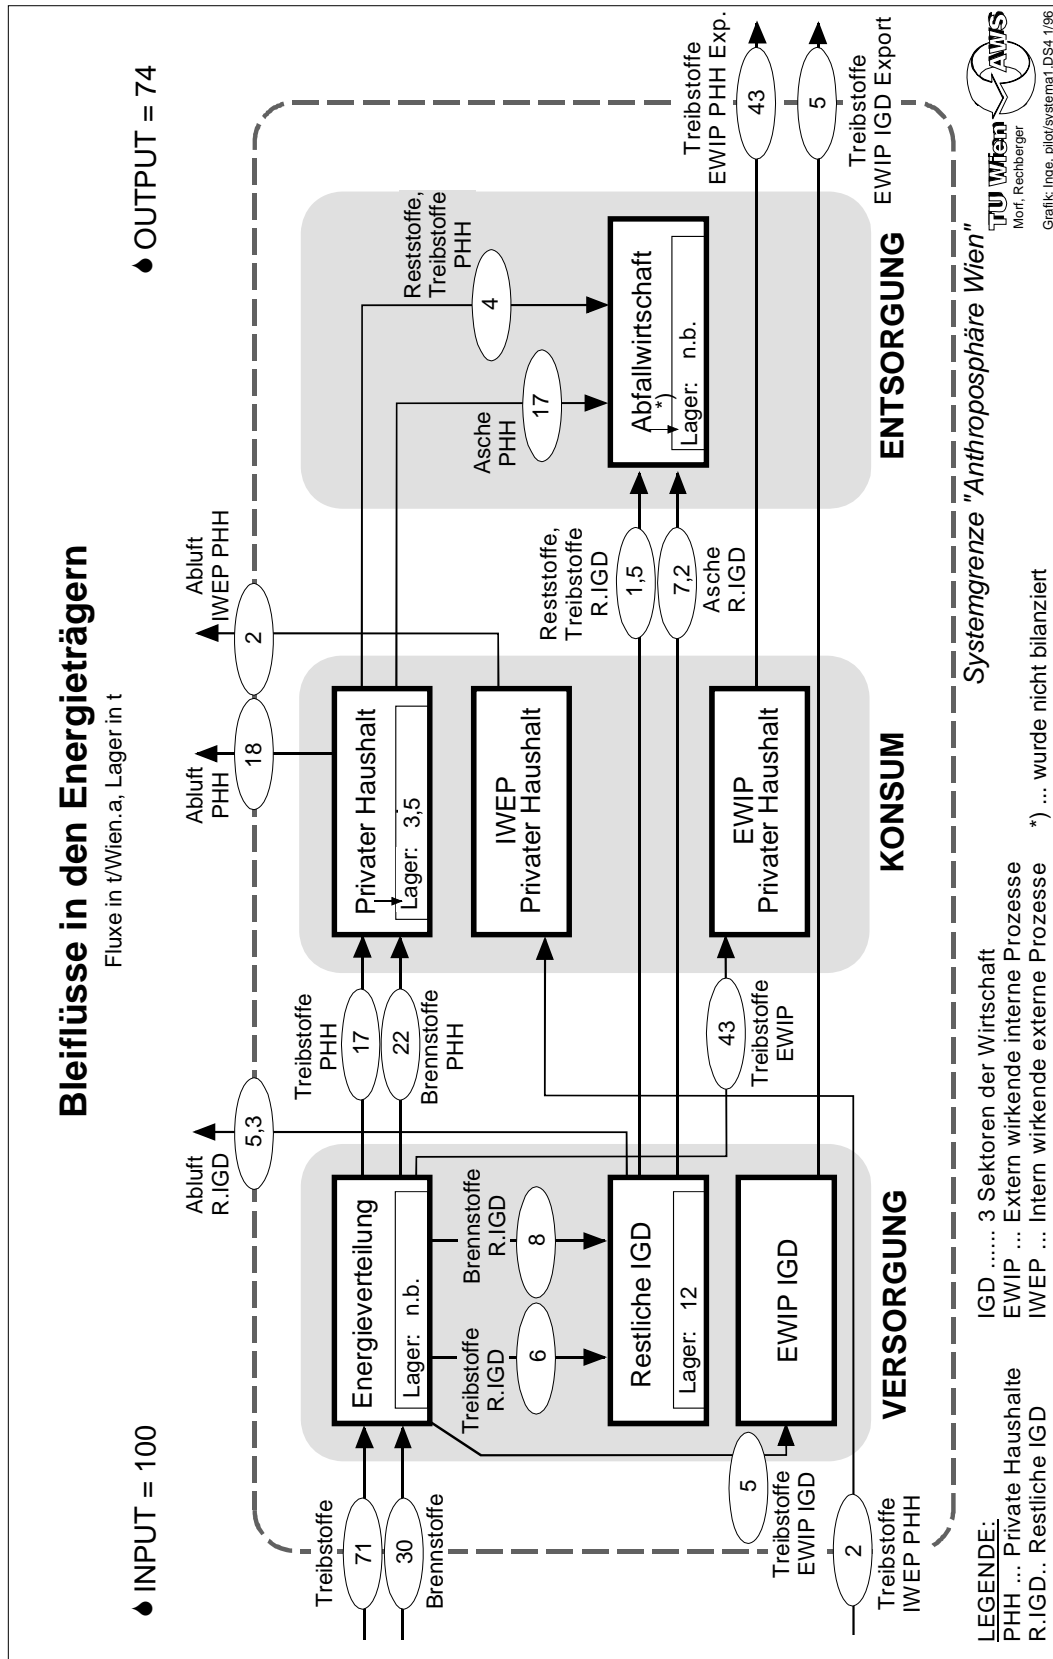 Bleiflüsse in den Energieträgern
Fluxe in t/Wien.a, Lager in t
INPUT = 100
OUTPUT = 74
Treibstoffe
71
30
Brennstoffe
Energieverteilung
Lager: n.b.
Abluft
R.IGD
5,3
Treibstoffe
PHH
17
22
Brennstoffe
PHH
Abluft
PHH
18
Abluft
IWEP PHH
2
Privater Haushalt
Lager: 3,5
Reststoffe,
Treibstoffe
PHH
4
Asche
PHH
17
Treibstoffe
R.IGD
6
Brennstoffe
R.IGD
8
Restliche IGD
Lager: 12
IWEP
Privater Haushalt
Reststsoffe,
Treibstoffe
R.IGD
1,5
7,2
Asche
R.IGD
Abfallwirtschaft
*)
Lager: n.b.
5
Treibstoffe
EWIP IGD
EWIP IGD
43
Treibstoffe
EWIP
EWIP
Privater Haushalt
Treibstoffe
EWIP PHH Exp.
43
5
Treibstoffe
EWIP IGD Export
2
Treibstoffe
IWEP PHH
VERSORGUNG
KONSUM
ENTSORGUNG
Systemgrenze "Anthroposphäre Wien"
LEGENDE:
PHH ... Private Haushalte
R.IGD.. Restliche IGD
IGD ...... 3 Sektoren der Wirtschaft
EWIP ... Extern wirkende interne Prozesse
IWEP ... Intern wirkende externe Prozesse
*) ... wurde nicht bilanziert
TU Wien AWS
Morf, Rechberger
Grafik: Inge. pilot/systema1.DS4 1/96